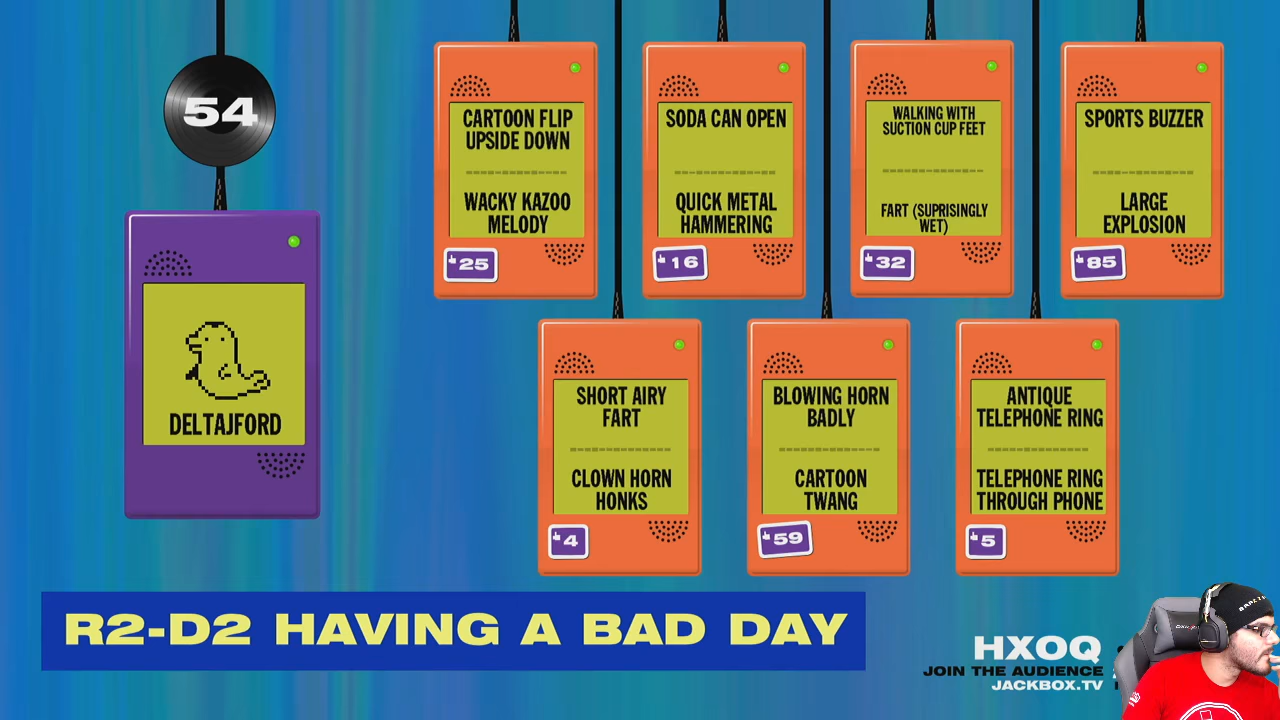 54
DELTAJFORD
CARTOON FLIP
UPSIDE DOWN
WACKY KAZOO
MELODY
25
SODA CAN OPEN
QUICK METAL
HAMMERING
16
WALKING WITH
SUCTION CUP FEET
FART (SUPRISINGLY
WET)
32
SPORTS BUZZER
LARGE
EXPLOSION
85
SHORT AIRY
FART
CLOWN HORN
HONKS
4
BLOWING HORN
BADLY
CARTOON
TWANG
59
ANTIQUE
TELEPHONE RING
TELEPHONE RING
THROUGH PHONE
5
R2-D2 HAVING A BAD DAY
HXOQ
JOIN THE AUDIENCE
JACKBOX.TV